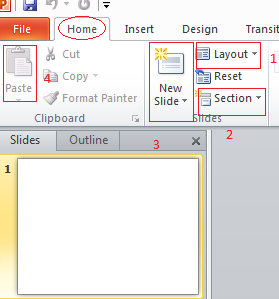 P W
File Home Insert Design Transiti
Paste 4 Cut Copy Format Painter
Clipboard
New Slide Layout Reset Section
1
Slides
2
Slides Outline 3
1